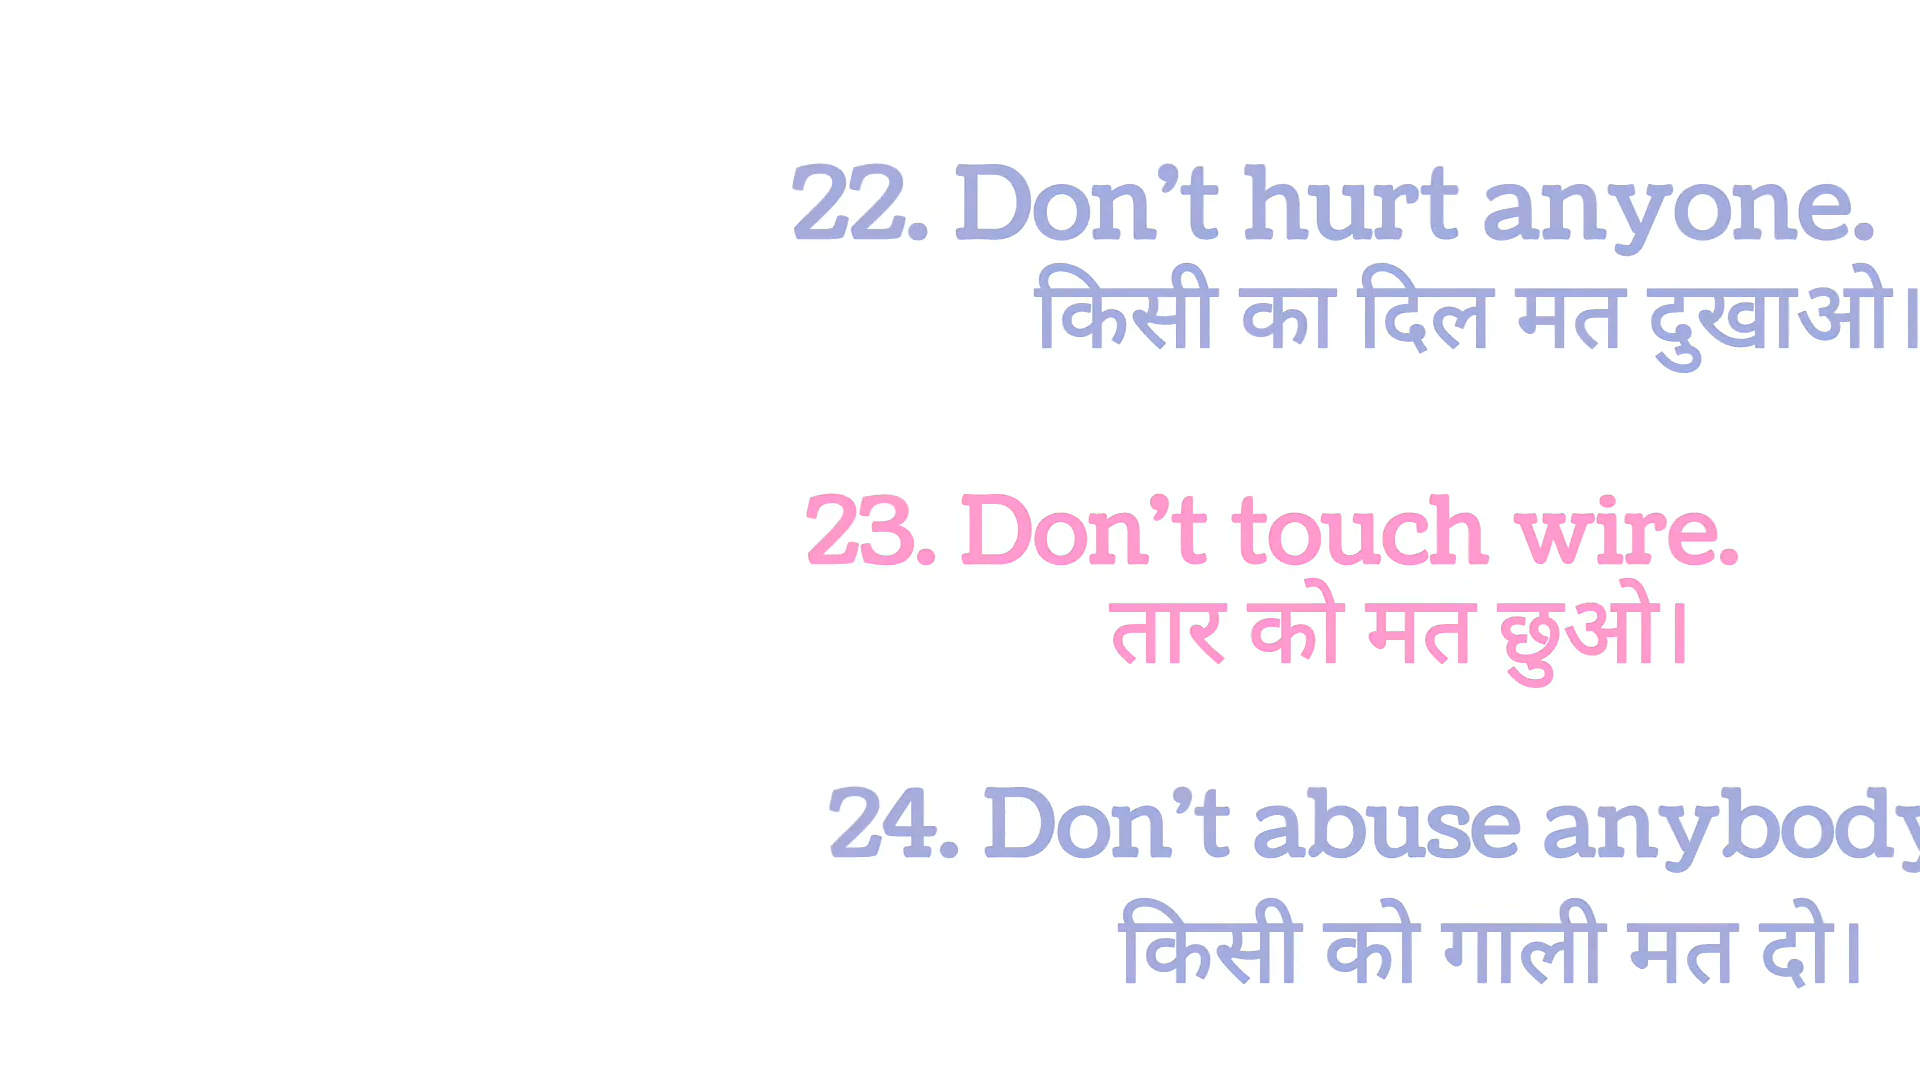 22. Don’t hurt anyone.
किसी का दिल मत दुखाओ।
23. Don’t touch wire.
तार को मत छुओ।
24. Don’t abuse anybody
किसी को गाली मत दो।